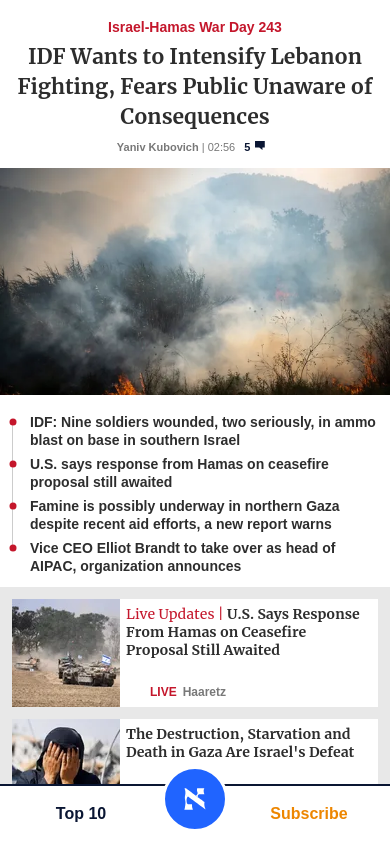 Israel-Hamas War Day 243
IDF Wants to Intensify Lebanon
Fighting, Fears Public Unaware of
Consequences
Yaniv Kubovich | 02:56 5
IDF: Nine soldiers wounded, two seriously, in ammo
blast on base in southern Israel
U.S. says response from Hamas on ceasefire
proposal still awaited
Famine is possibly underway in northern Gaza
despite recent aid efforts, a new report warns
Vice CEO Elliot Brandt to take over as head of
AIPAC, organization announces
Live Updates | U.S. Says Response
From Hamas on Ceasefire
Proposal Still Awaited
LIVE Haaretz
The Destruction, Starvation and
Death in Gaza Are Israel's Defeat
Top 10
א
Subscribe